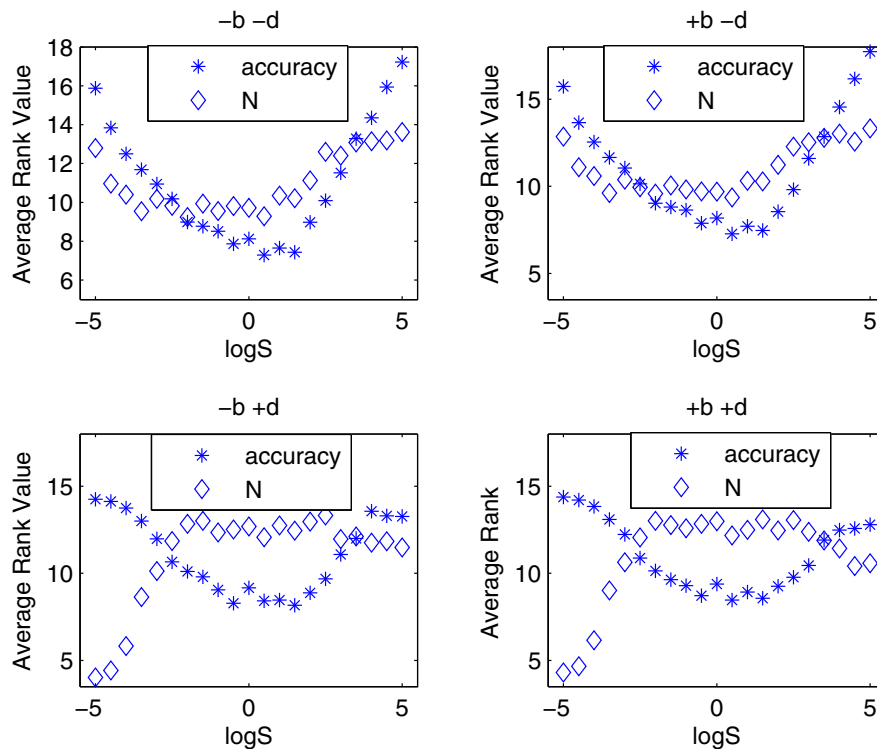 −b −d
18
16
14
12
10
8
6
Average Rank Value
accuracy
N
−5
0
5
logS
+b −d
15
10
5
Average Rank Value
accuracy
N
−5
0
5
logS
−b +d
15
10
5
Average Rank Value
accuracy
N
−5
0
5
logS
+b +d
15
10
5
Average Rank
accuracy
N
−5
0
5
logS